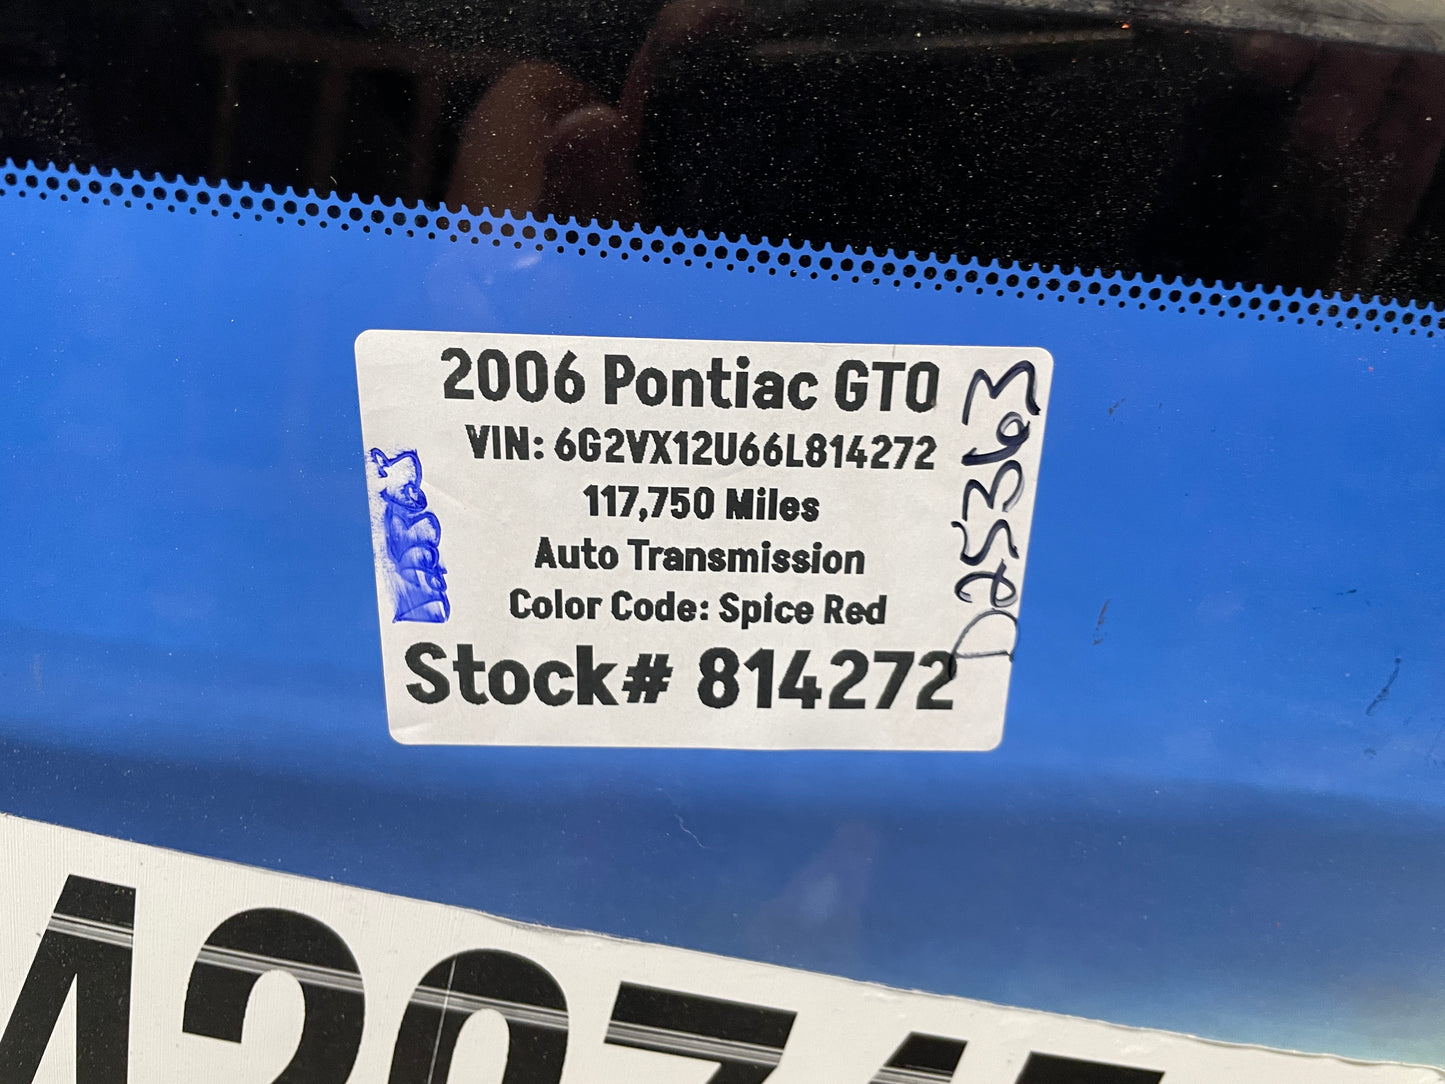 2006 Pontiac GTO
VIN: 6G2VX12U66L814272
117,750 Miles
Auto Transmission
Color Code: Spice Red
Stock# 814272
D25363